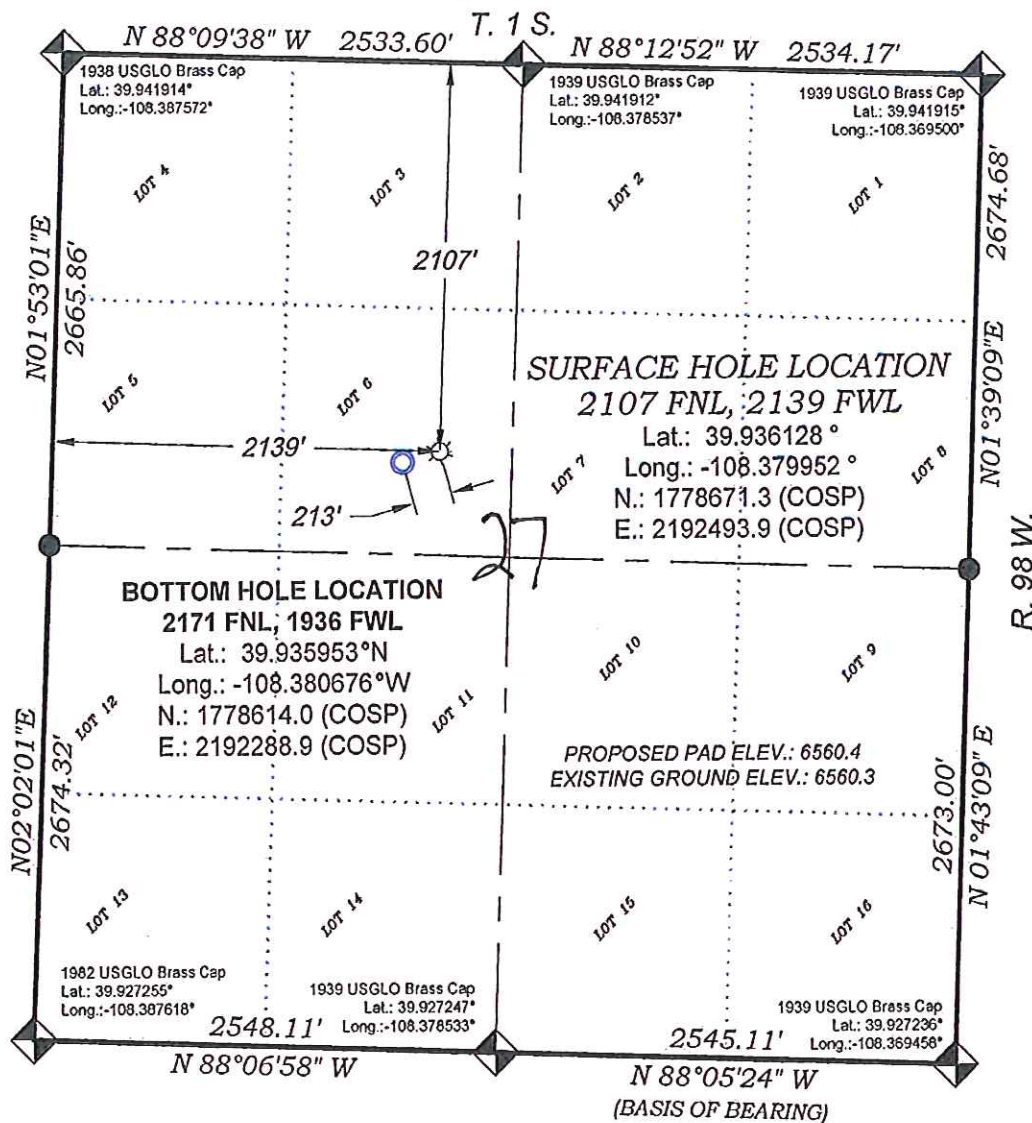 T. 1 S.
N 88°09'38" W 2533.60'
N 88°12'52" W 2534.17'
1938 USGLO Brass Cap
Lat.: 39.941914°
Long.:-108.387572°
1939 USGLO Brass Cap
Lat.: 39.941912°
Long.:-108.378537°
1939 USGLO Brass Cap
Lat.: 39.941915°
Long.:-108.369500°
LOT 4
LOT 3
LOT 2
LOT 1
2674.68'
N01°53'01"E
2665.86'
2107'
N01°39'09"E
SURFACE HOLE LOCATION
2107 FNL, 2139 FWL
Lat.: 39.936128 °
Long.: -108.379952 °
N.: 1778671.3 (COSP)
E.: 2192493.9 (COSP)
LOT 5
LOT 6
LOT 7
LOT 8
2139'
213'
27
R. 98 W.
BOTTOM HOLE LOCATION
2171 FNL, 1936 FWL
Lat.: 39.935953°N
Long.: -108.380676°W
N.: 1778614.0 (COSP)
E.: 2192288.9 (COSP)
LOT 12
LOT 11
LOT 10
LOT 9
PROPOSED PAD ELEV.: 6560.4
EXISTING GROUND ELEV.: 6560.3
N02°02'01"E
2674.32'
2673.00'
N 01°43'09" E
LOT 13
LOT 14
LOT 15
LOT 16
1982 USGLO Brass Cap
Lat.: 39.927255°
Long.:-108.387618°
1939 USGLO Brass Cap
Lat.: 39.927247°
Long.:-108.378533°
1939 USGLO Brass Cap
Lat.: 39.927236°
Long.:-108.369456°
2548.11'
N 88°06'58" W
2545.11'
N 88°05'24" W
(BASIS OF BEARING)